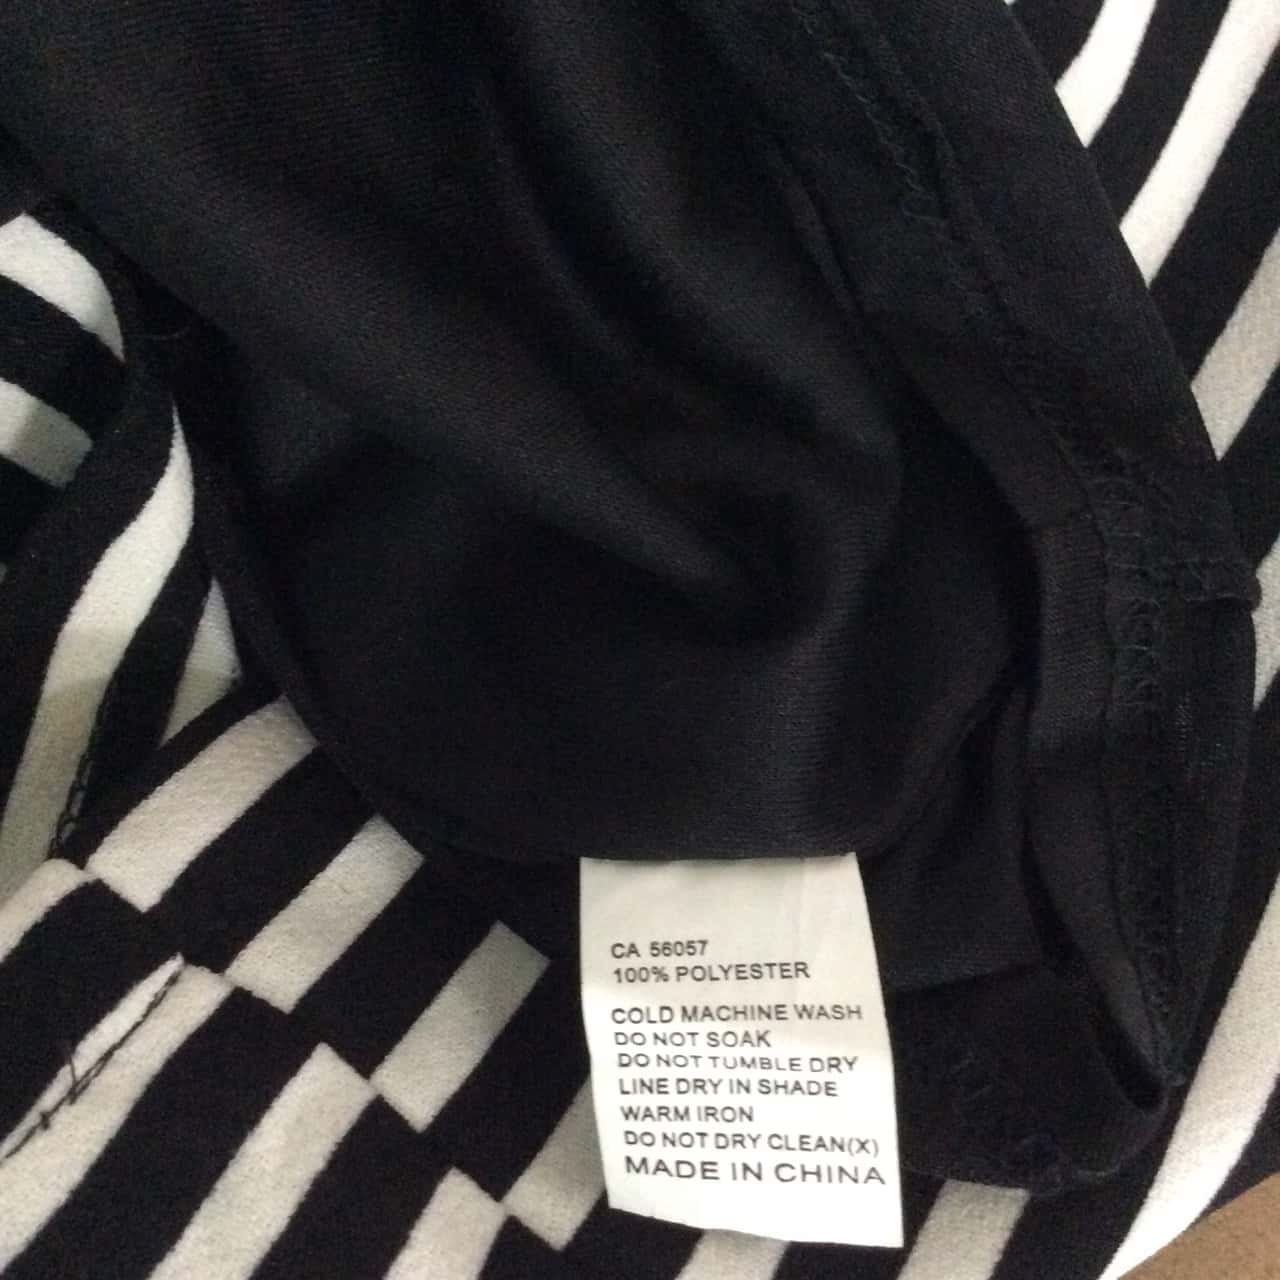 CA 56057
100% POLYESTER
COLD MACHINE WASH
DO NOT SOAK
DO NOT TUMBLE DRY
LINE DRY IN SHADE
WARM IRON
DO NOT DRY CLEAN(X)
MADE IN CHINA